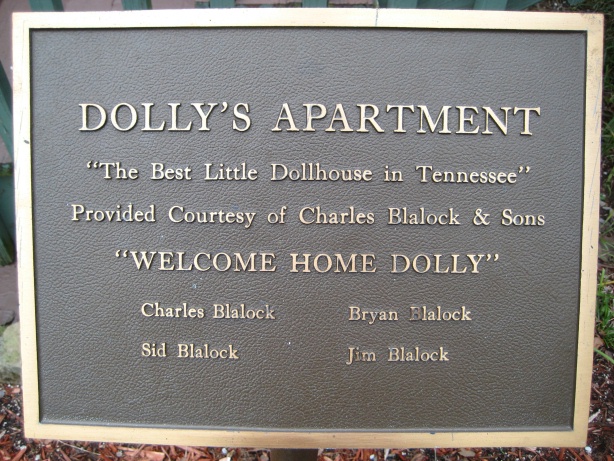 DOLLY'S APARTMENT
"The Best Little Dollhouse in Tennessee"
Provided Courtesy of Charles Blalock & Sons
"WELCOME HOME DOLLY"
Charles Blalock Bryan Blalock
Sid Blalock Jim Blalock